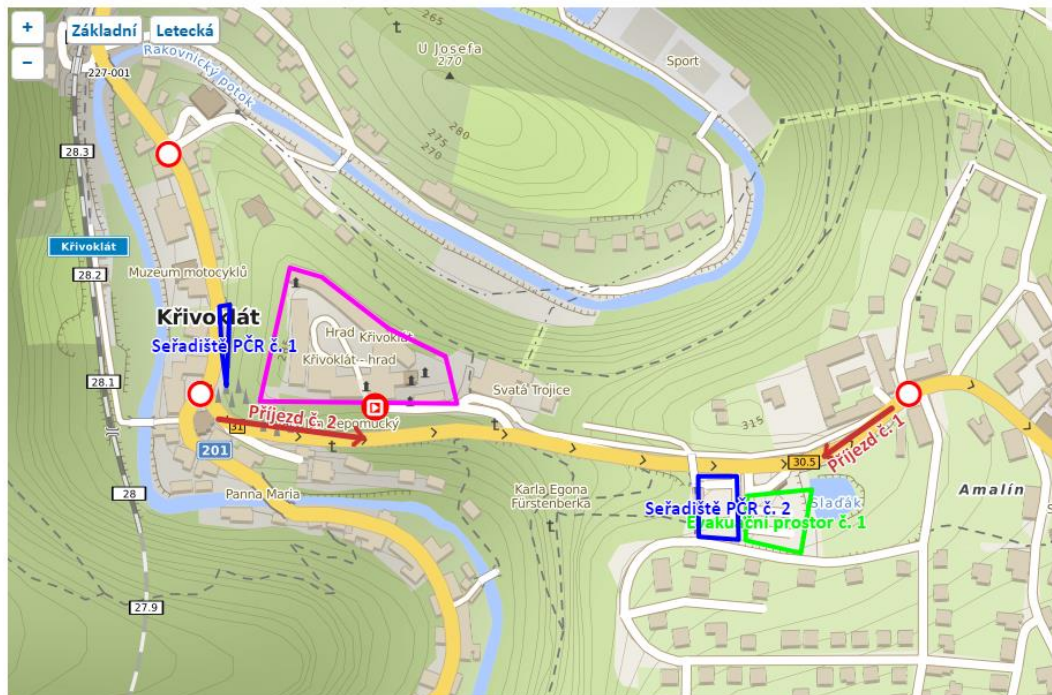 +
−
Základní
Letecká
227-001
Rakovnický
potok
265
U Josefa
270
Sport
280
275
270
28.3
Křivoklát
28.2
Muzeum motocyklů
Křivoklát
Seřadiště PČR č. 1
Hrad
Křivoklát
Křivoklát - hrad
28.1
Svatá Trojice
Příjezd č. 2
Nepomucký
31
201
315
Příjezd č. 1
30.5
28
Panna Maria
Karla Egona
Fürstenberka
Seřadiště PČR č. 2
Slaďák
Evakuační prostor č. 1
Amalín
27.9